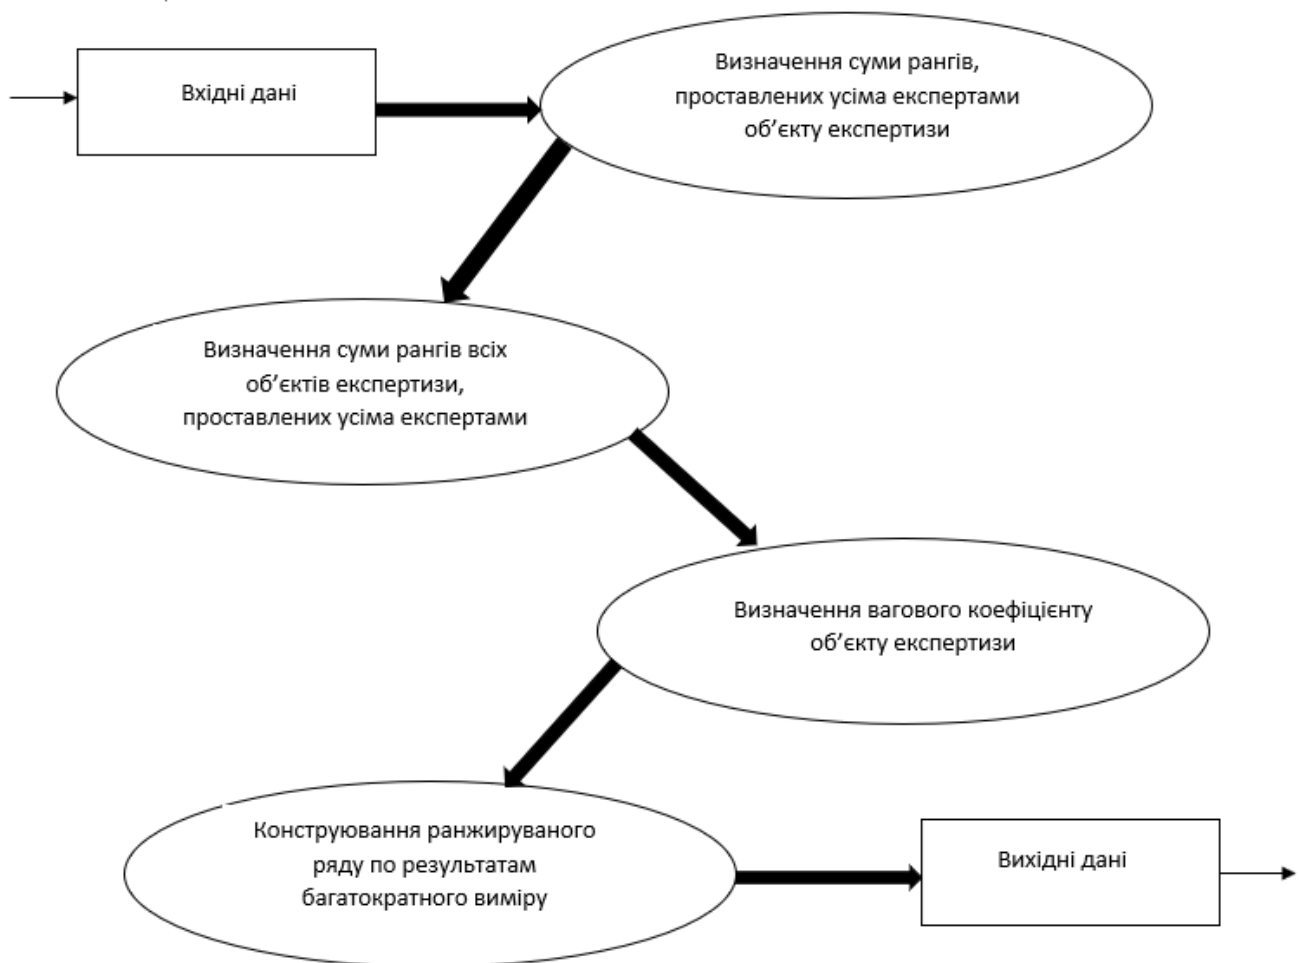 Вхідні дані
Визначення суми рангів,
проставлених усіма експертами
об’єкту експертизи
Визначення суми рангів всіх
об’єктів експертизи,
проставлених усіма експертами
Визначення вагового коефіцієнту
об’єкту експертизи
Конструювання ранжируваного
ряду по результатам
багатократного виміру
Вихідні дані